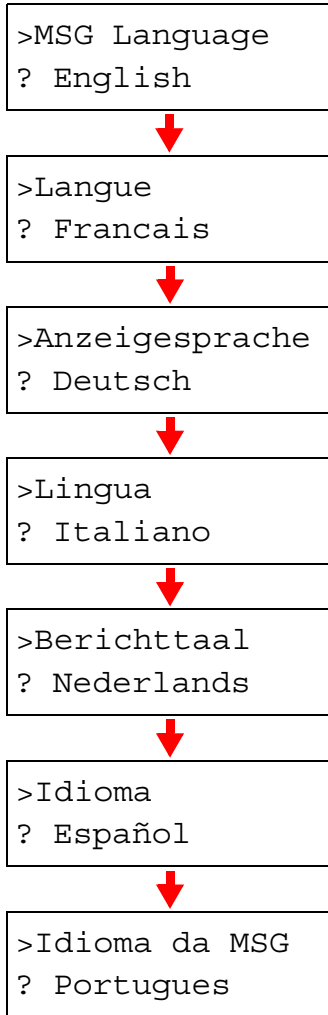 >MSG Language
? English
>Langue
? Francais
>Anzeigesprache
? Deutsch
>Lingua
? Italiano
>Berichttaal
? Nederlands
>Idioma
? Español
>Idioma da MSG
? Portugues